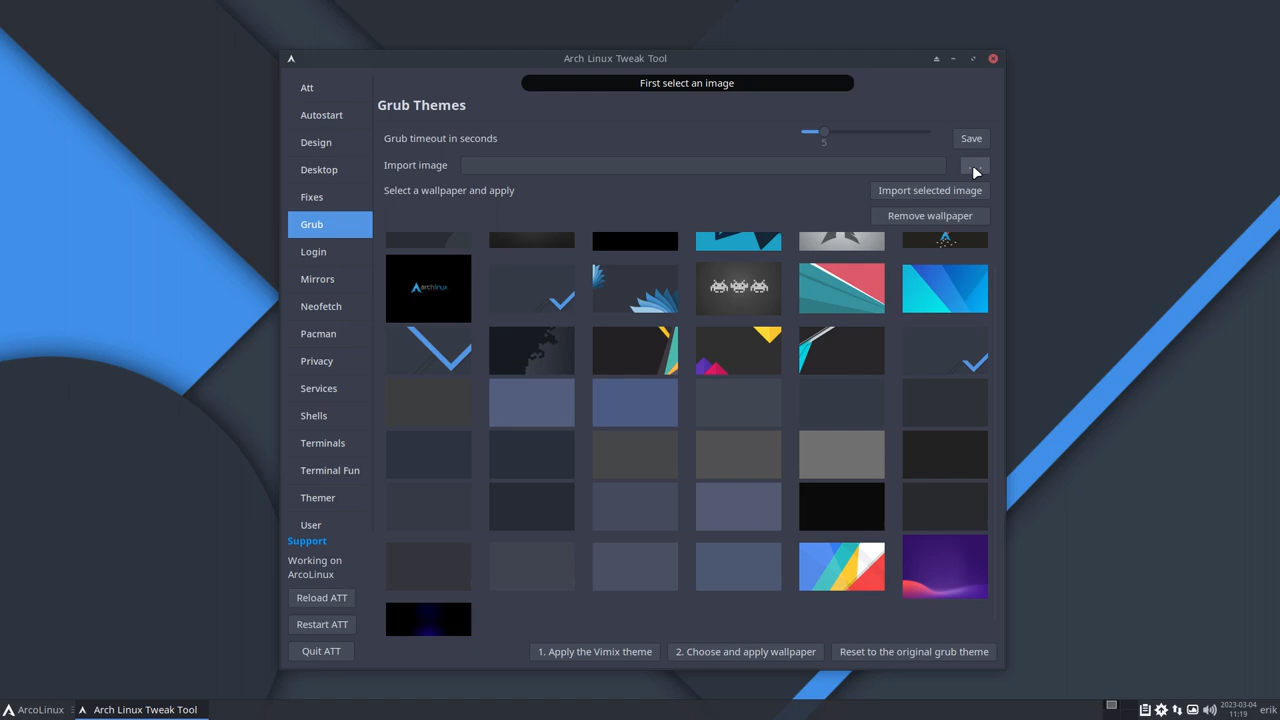 Arch Linux Tweak Tool
First select an image
Att
Autostart
Design
Desktop
Fixes
Grub
Login
Mirrors
Neofetch
Pacman
Privacy
Services
Shells
Terminals
Terminal Fun
Themer
User
Support
Working on
ArcoLinux
Reload ATT
Restart ATT
Quit ATT
Grub Themes
Grub timeout in seconds
5
Save
Import image
...
Select a wallpaper and apply
Import selected image
Remove wallpaper
archlinux
1. Apply the Vimix theme
2. Choose and apply wallpaper
Reset to the original grub theme
ArcoLinux
Arch Linux Tweak Tool
2023-03-04
11:19
erik